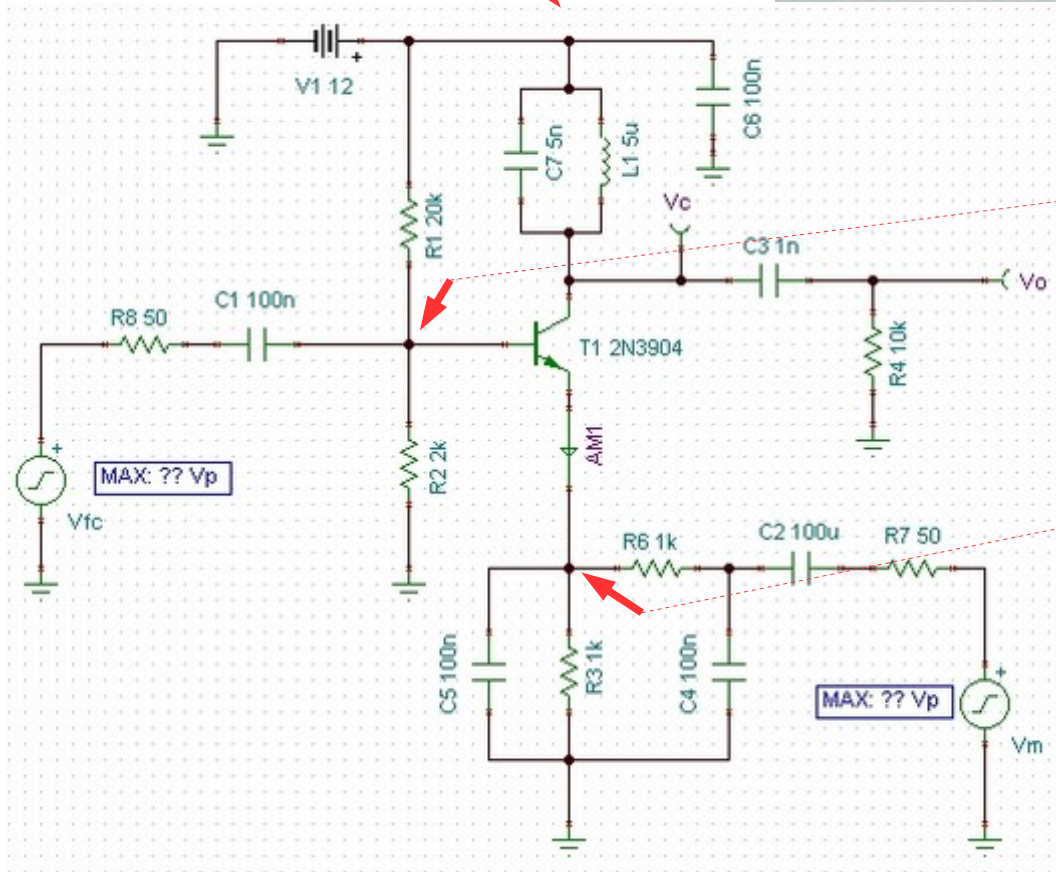 V1 12
+
C6 100n
C7 5n
L1 5u
R1 20k
Vc
C3 1n
Vo
C1 100n
R8 50
T1 2N3904
R4 10k
AM1
+
MAX: ?? Vp
R2 2k
Vfc
R6 1k
C2 100u
R7 50
C5 100n
R3 1k
C4 100n
+
MAX: ?? Vp
Vm